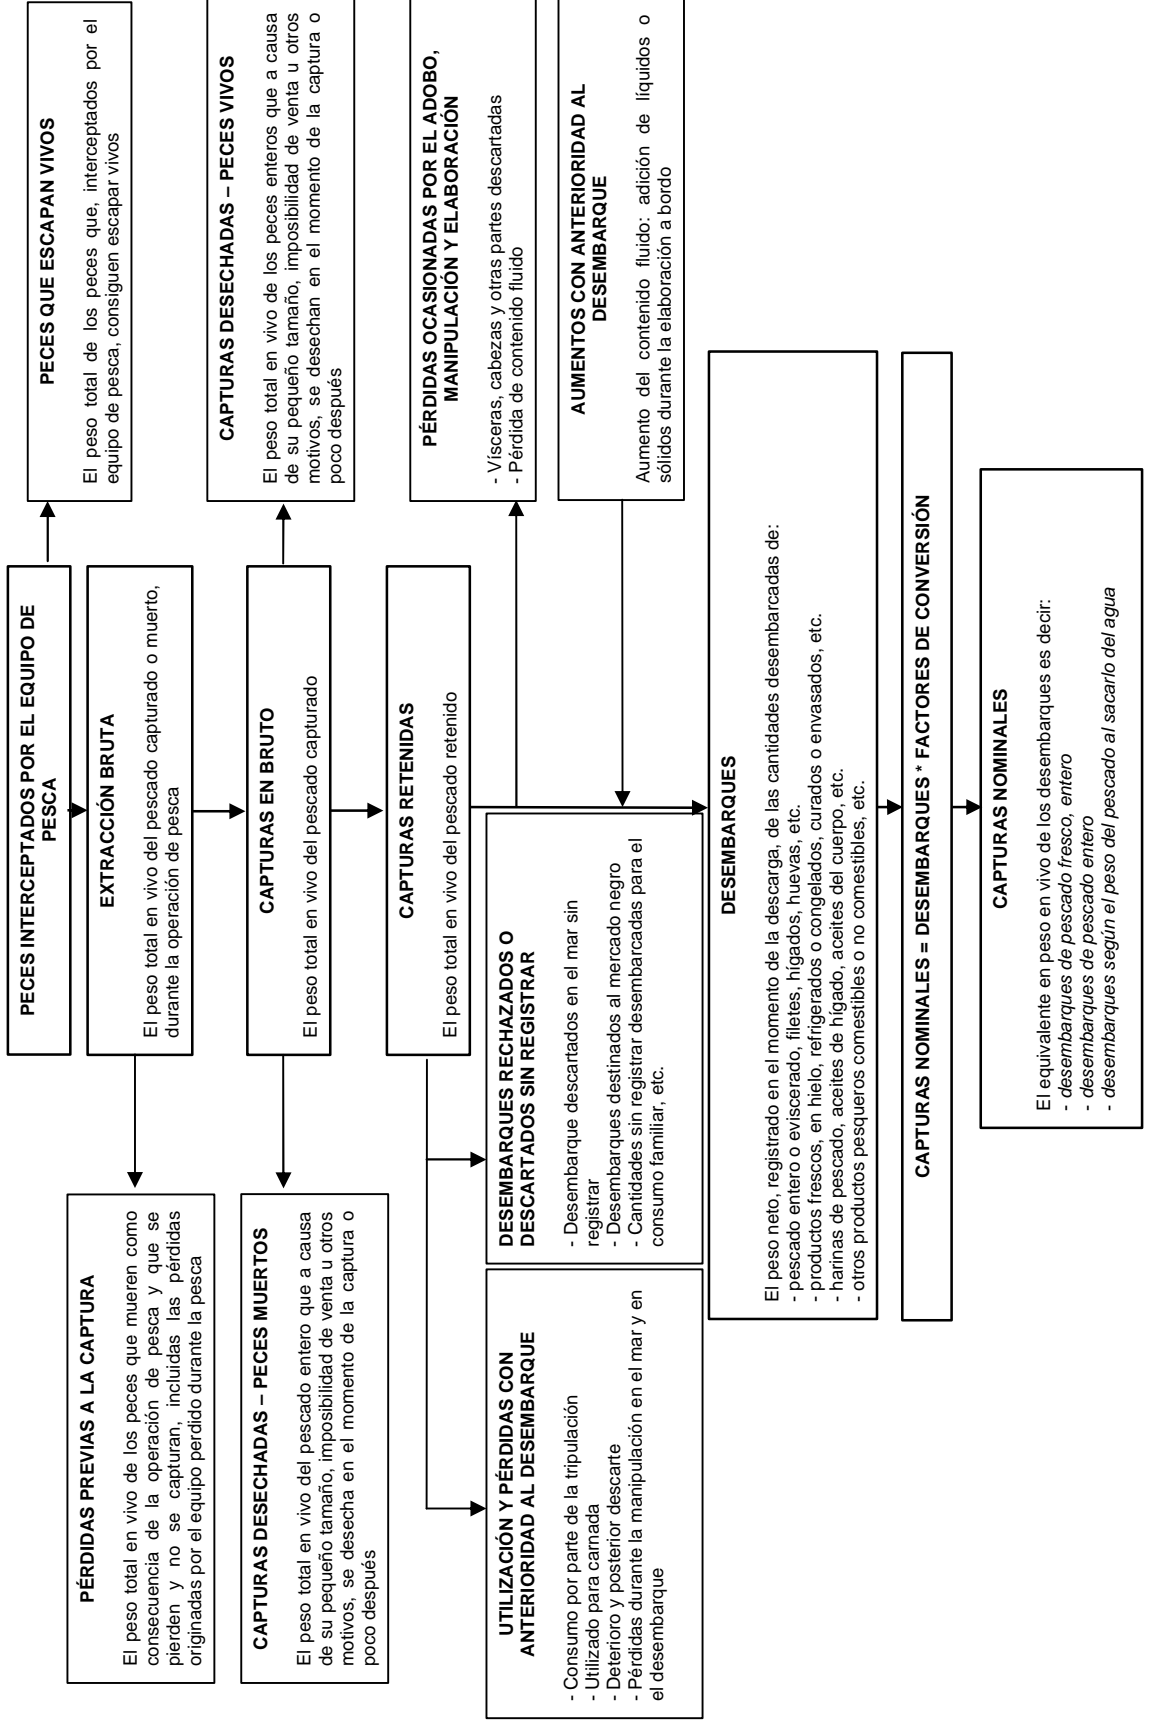 PECES INTERCEPTADOS POR EL EQUIPO DE
PESCA
PECES QUE ESCAPAN VIVOS
El peso total de los peces que, interceptados por el
equipo de pesca, consiguen escapar vivos
PÉRDIDAS PREVIAS A LA CAPTURA
El peso total en vivo de los peces que mueren como
consecuencia de la operación de pesca y que se
pierden y no se capturan, incluidas las pérdidas
originadas por el equipo perdido durante la pesca
EXTRACCIÓN BRUTA
El peso total en vivo del pescado capturado o muerto,
durante la operación de pesca
CAPTURAS DESECHADAS – PECES MUERTOS
El peso total en vivo del pescado entero que a causa
de su pequeño tamaño, imposibilidad de venta u otros
motivos, se desecha en el momento de la captura o
poco después
CAPTURAS EN BRUTO
El peso total en vivo del pescado capturado
CAPTURAS DESECHADAS – PECES VIVOS
El peso total en vivo de los peces enteros que a causa
de su pequeño tamaño, imposibilidad de venta u otros
motivos, se desechan en el momento de la captura o
poco después
CAPTURAS RETENIDAS
El peso total en vivo del pescado retenido
PÉRDIDAS OCASIONADAS POR EL ADOBO,
MANIPULACIÓN Y ELABORACIÓN
- Vísceras, cabezas y otras partes descartadas
- Pérdida de contenido fluido
UTILIZACIÓN Y PÉRDIDAS CON
ANTERIORIDAD AL DESEMBARQUE
- Consumo por parte de la tripulación
- Utilizado para carnada
- Deterioro y posterior descarte
- Pérdidas durante la manipulación en el mar y en
el desembarque
DESEMBARQUES RECHAZADOS O
DESCARTADOS SIN REGISTRAR
- Desembarque descartados en el mar sin
registrar
- Desembarques destinados al mercado negro
- Cantidades sin registrar desembarcadas para el
consumo familiar, etc.
AUMENTOS CON ANTERIORIDAD AL
DESEMBARQUE
Aumento del contenido fluido: adición de líquidos o
sólidos durante la elaboración a bordo
DESEMBARQUES
El peso neto, registrado en el momento de la descarga, de las cantidades desembarcadas de:
- pescado entero o eviscerado, filetes, hígados, huevas, etc.
- productos frescos, en hielo, refrigerados o congelados, curados o envasados, etc.
- harinas de pescado, aceites de hígado, aceites del cuerpo, etc.
- otros productos pesqueros comestibles o no comestibles, etc.
CAPTURAS NOMINALES = DESEMBARQUES * FACTORES DE CONVERSIÓN
CAPTURAS NOMINALES
El equivalente en peso en vivo de los desembarques es decir:
- desembarques de pescado fresco, entero
- desembarques de pescado entero
- desembarques según el peso del pescado al sacarlo del agua